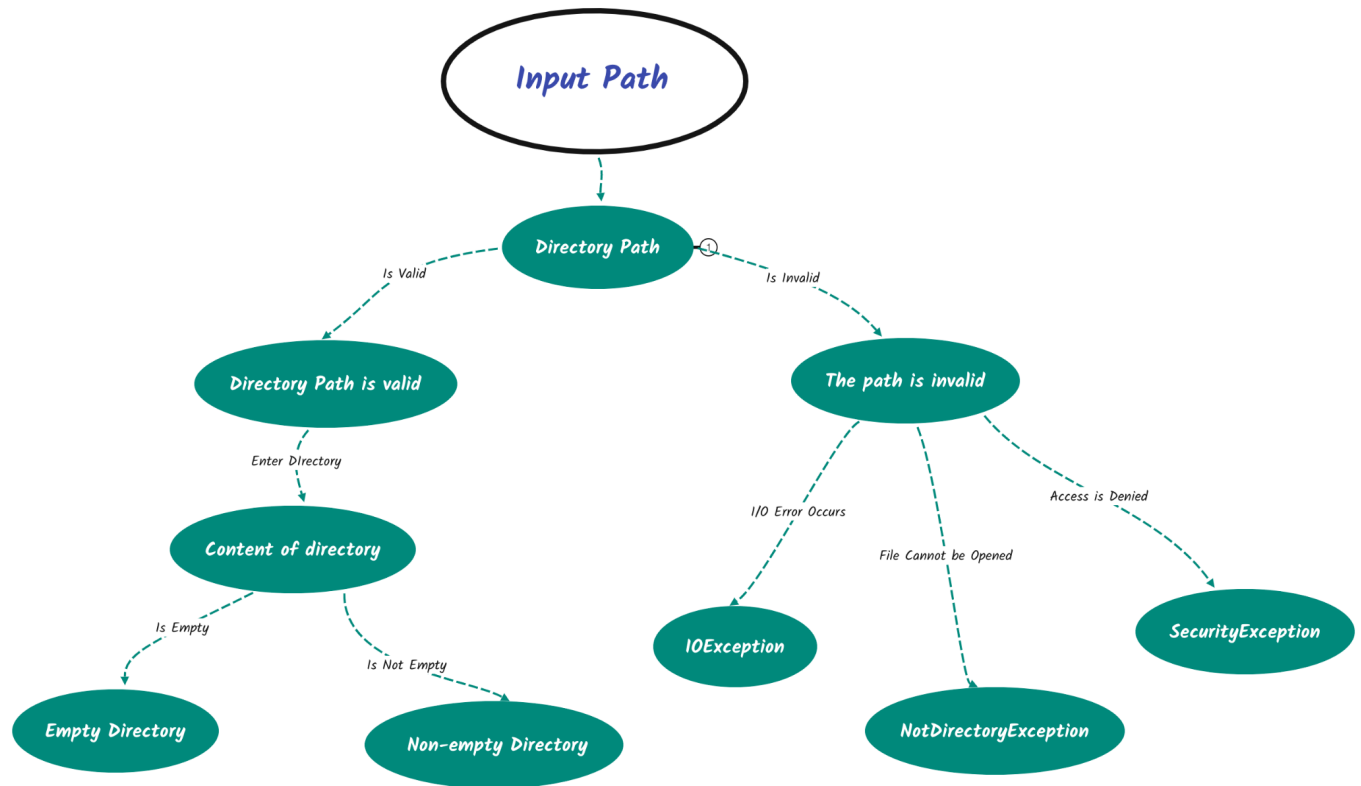 Input Path
Directory Path
1
Is Valid
Is Invalid
Directory Path is valid
The path is invalid
Enter DIrectory
Access is Denied
I/O Error Occurs
Content of directory
File Cannot be Opened
Is Empty
Is Not Empty
IOException
SecurityException
Empty Directory
Non-empty Directory
NotDirectoryException